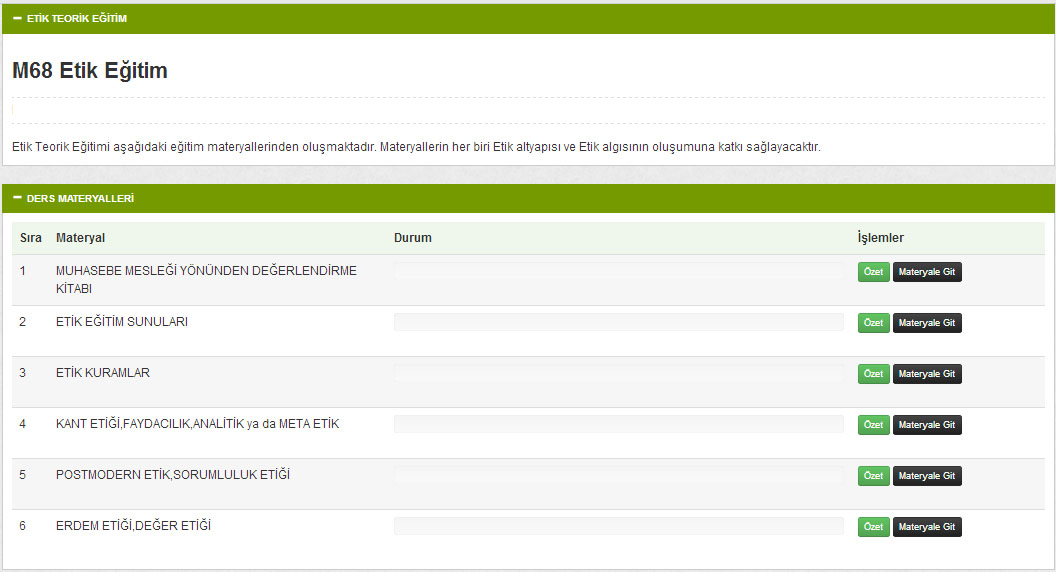 ETİK TEORİK EĞİTİM
M68 Etik Eğitim
Etik Teorik Eğitimi aşağıdaki eğitim materyallerinden oluşmaktadır. Materyallerin her biri Etik altyapısı ve Etik algısının oluşumuna katkı sağlayacaktır.
DERS MATERYALLERİ
Sıra Materyal Durum İşlemler
1 MUHASEBE MESLEĞİ YÖNÜNDEN DEĞERLENDİRME Özet Materyale Git
KİTABI
2 ETİK EĞİTİM SUNULARI Özet Materyale Git
3 ETİK KURAMLAR Özet Materyale Git
4 KANT ETİĞİ,FAYDACILIK,ANALİTİK ya da META ETİK Özet Materyale Git
5 POSTMODERN ETİK,SORUMLULUK ETİĞİ Özet Materyale Git
6 ERDEM ETİĞİ,DEĞER ETİĞİ Özet Materyale Git